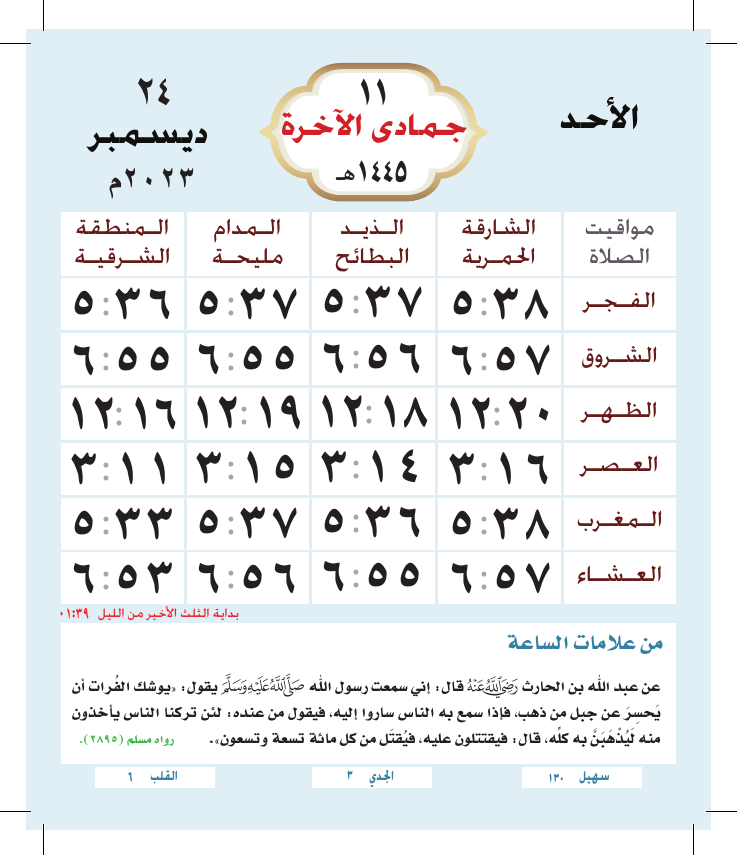 الأحد
١١
جمادى الآخرة
١٤٤٥هـ
٢٤
ديسمبر
٢٠٢٣م
مواقيت الصلاة | الشارقة الحمرية | الذيد البطائح | المدام مليحة | المنطقة الشرقية
الفجر ٥:٣٨ ٥:٣٧ ٥:٣٧ ٥:٣٦
الشروق ٦:٥٧ ٦:٥٦ ٦:٥٥ ٦:٥٥
الظهر ١٢:٢٠ ١٢:١٨ ١٢:١٩ ١٢:١٦
العصر ٣:١٦ ٣:١٤ ٣:١٥ ٣:١١
المغرب ٥:٣٨ ٥:٣٦ ٥:٣٧ ٥:٣٣
العشاء ٦:٥٧ ٦:٥٥ ٦:٥٦ ٦:٥٣
بداية الثلث الأخير من الليل ٠١:٣٩
من علامات الساعة
عن عبد الله بن الحارث رَضِيَ اللَّهُ عَنْهُ قال: إني سمعت رسول الله صَلَّى اللَّهُ عَلَيْهِ وَسَلَّمَ يقول: «يوشك الفُرات أن
يَحسِرَ عن جبل من ذهب، فإذا سمع به الناس ساروا إليه، فيقول من عنده: لئن تركنا الناس يأخذون
منه لَيُذْهَبَنَّ به كلِّه، قال: فيقتتلون عليه، فيُقتَل من كل مائة تسعة وتسعون». رواه مسلم (٢٨٩٥).
سهيل ١٣٠ الجدي ٣ القلب ٦